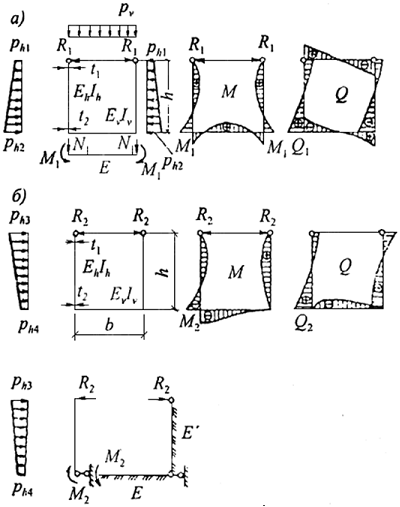 а)
p_v
p_h1 R_1 R_1 p_h1 R_1 R_1
t_1
E_h I_h h M Q
t_2 E_v I_v
p_h2 N_1 N_1 p_h2
M_1 E M_1 M_1 M_1 Q_1
б)
p_h3 R_2 R_2 R_2 R_2
t_1
E_h I_h h M Q
t_2 E_v I_v
p_h4 M_2 Q_2
b
p_h3 R_2 R_2
E′
M_2
p_h4 M_2 E